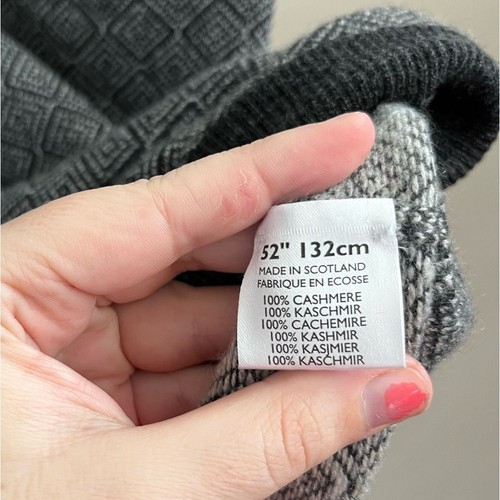 52" 132cm
MADE IN SCOTLAND
FABRIQUE EN ECOSSE
100% CASHMERE
100% KASCHMIR
100% CACHEMIRE
100% KASHMIR
100% KASJMIER
100% KASCHMIR